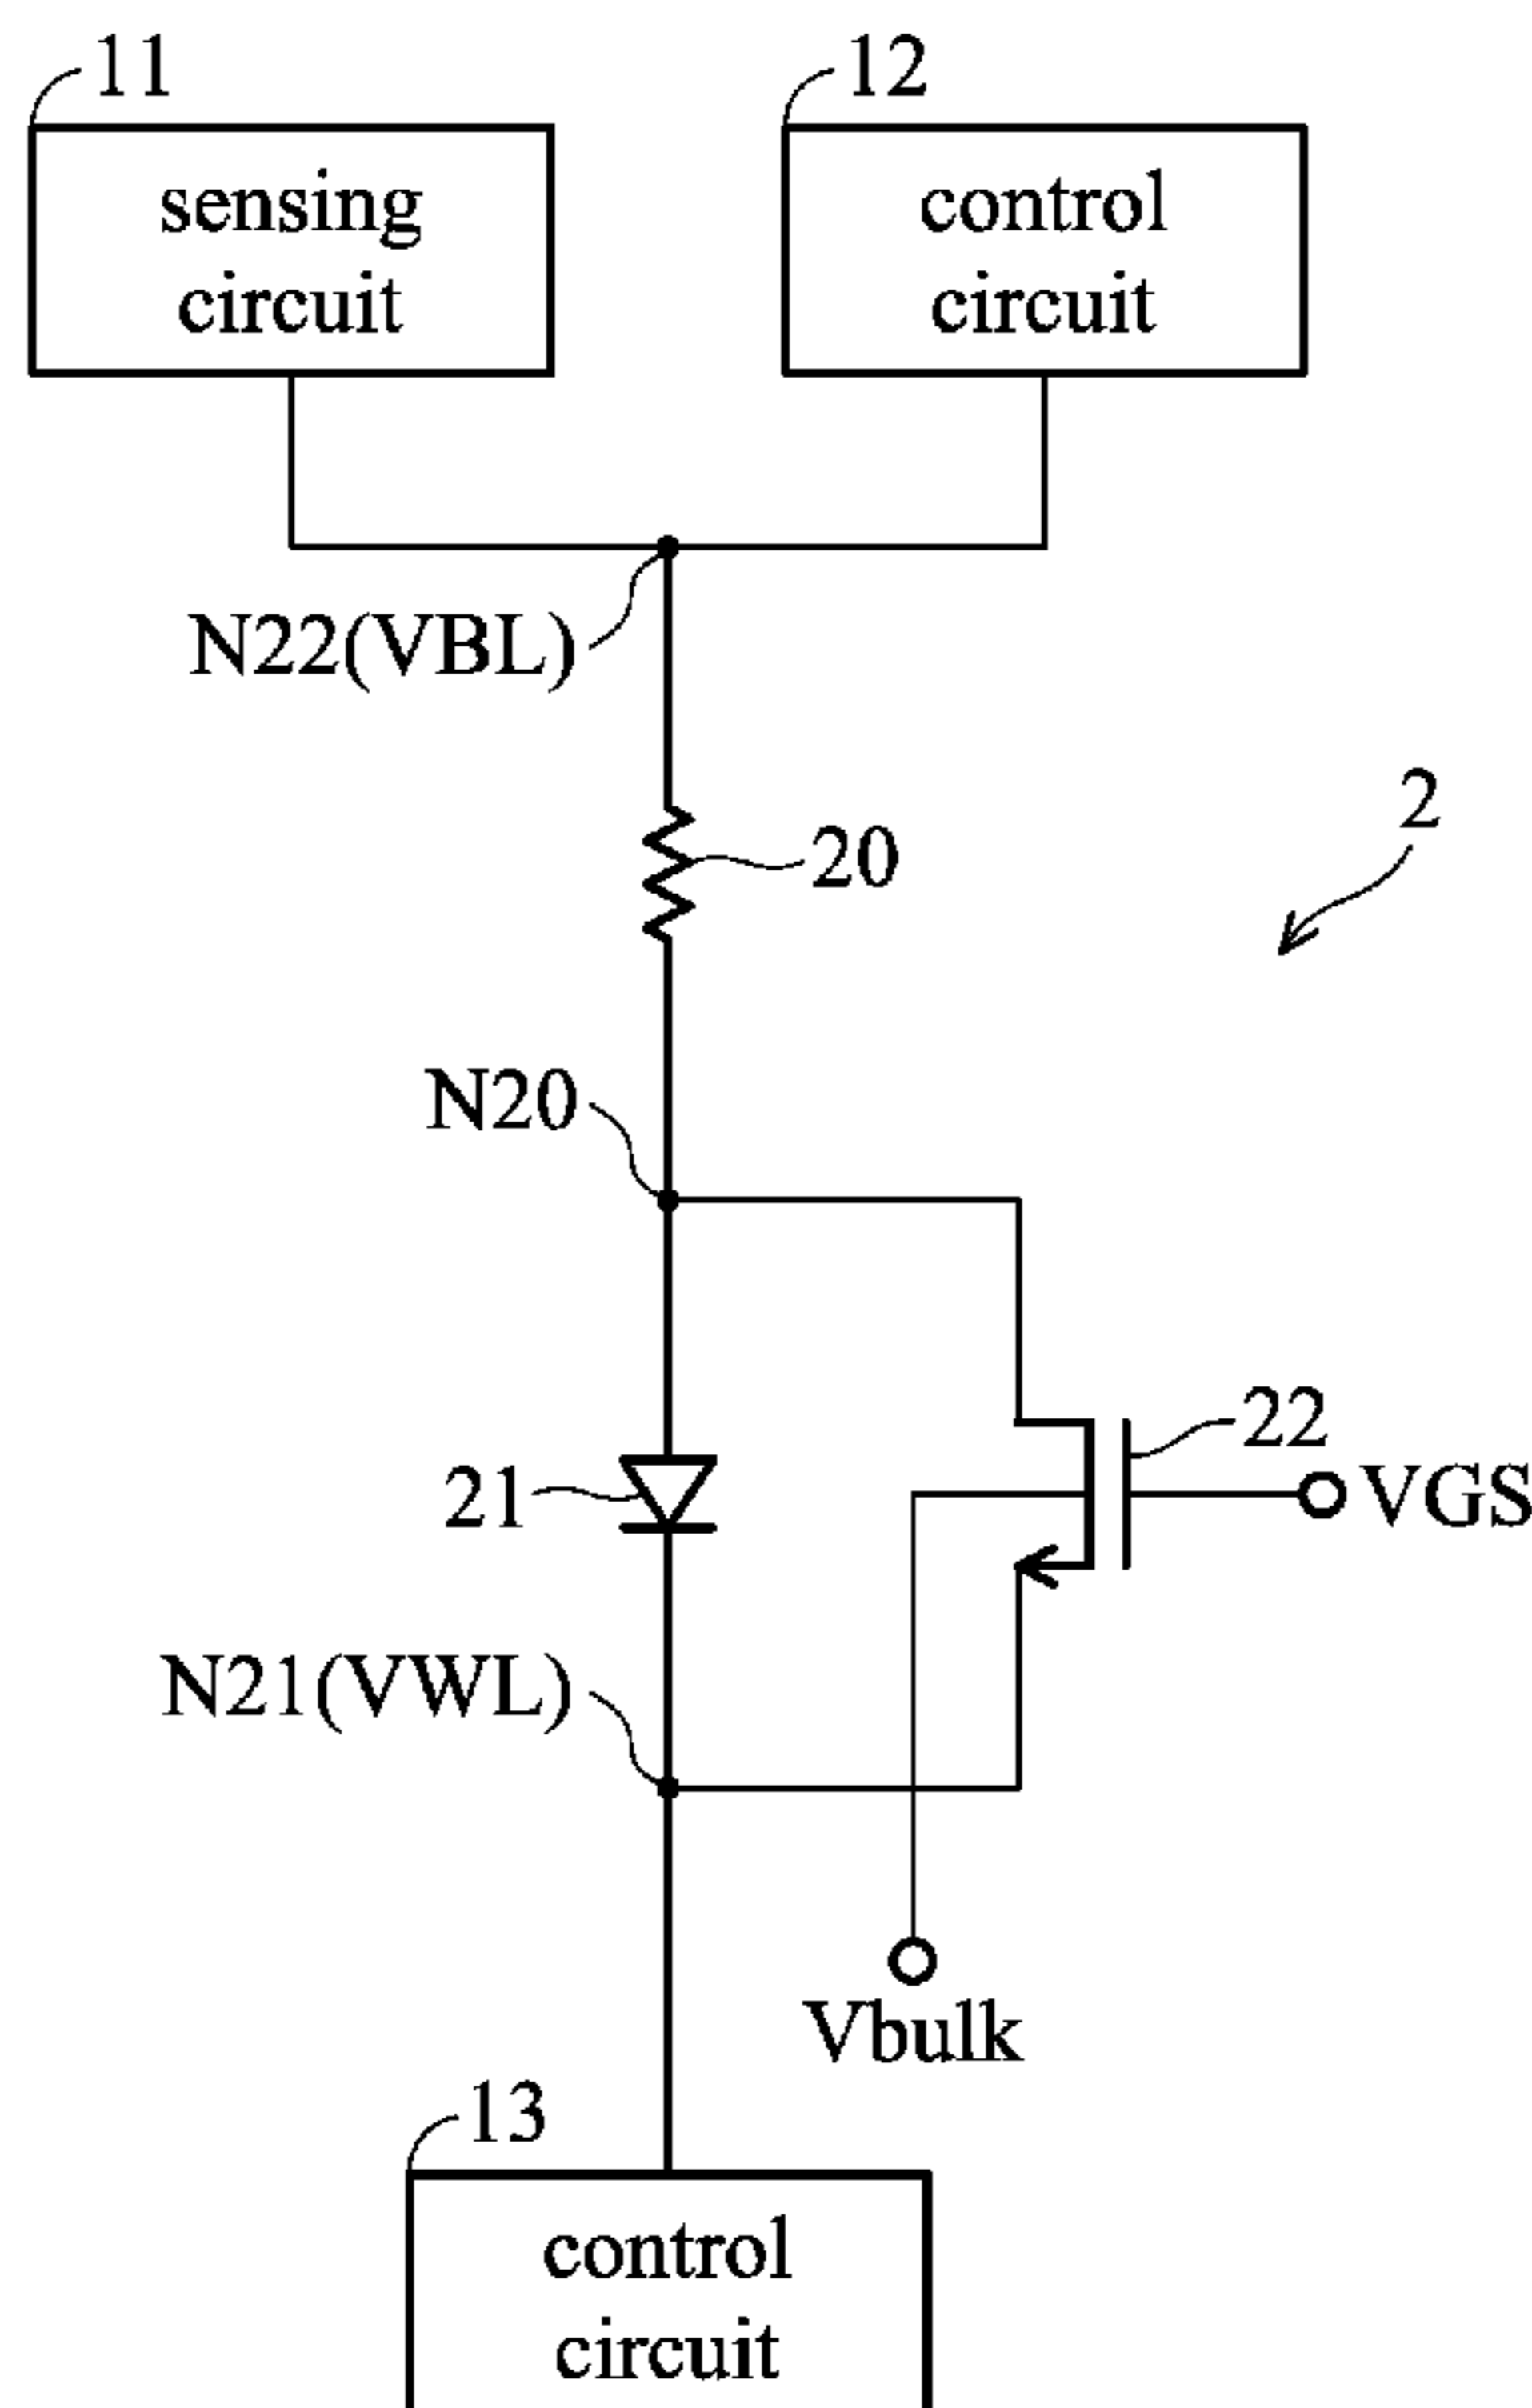 11
12
sensing
circuit
control
circuit
N22(VBL)
2
20
N20
22
21
VGS
N21(VWL)
Vbulk
13
control
circuit